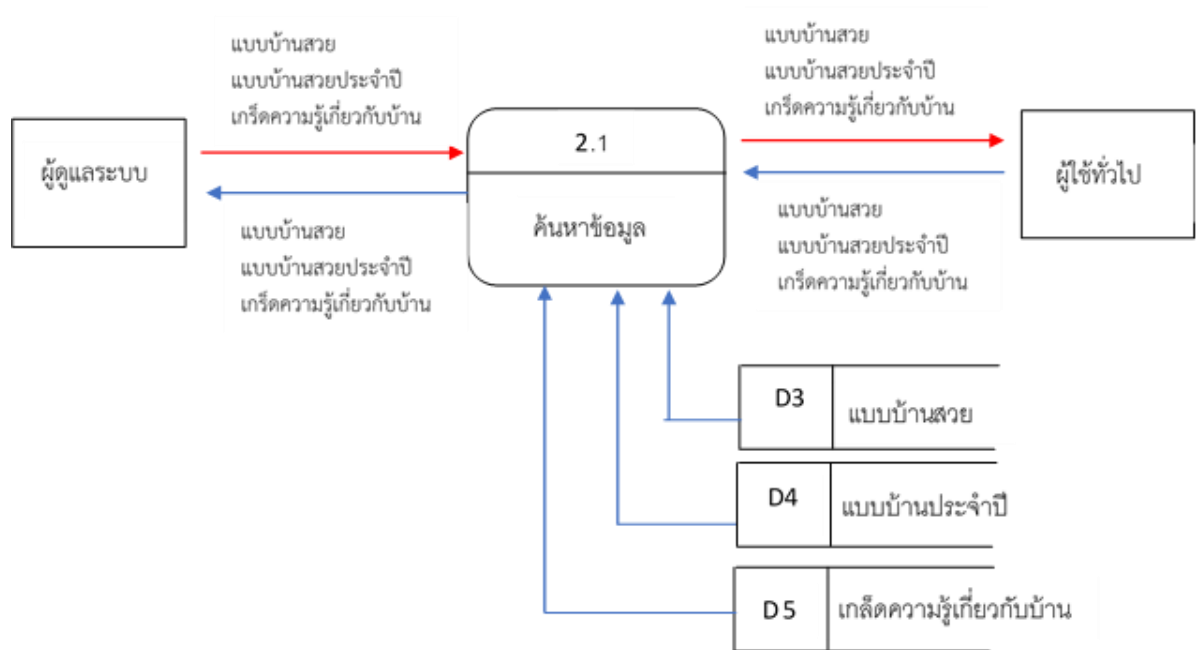 แบบบ้านสวย
แบบบ้านสวยประจำปี
เกร็ดความรู้เกี่ยวกับบ้าน
แบบบ้านสวย
แบบบ้านสวยประจำปี
เกร็ดความรู้เกี่ยวกับบ้าน
ผู้ดูแลระบบ
2.1
ค้นหาข้อมูล
ผู้ใช้ทั่วไป
แบบบ้านสวย
แบบบ้านสวยประจำปี
เกร็ดความรู้เกี่ยวกับบ้าน
แบบบ้านสวย
แบบบ้านสวยประจำปี
เกร็ดความรู้เกี่ยวกับบ้าน
D3 แบบบ้านสวย
D4 แบบบ้านประจำปี
D5 เกล็ดความรู้เกี่ยวกับบ้าน